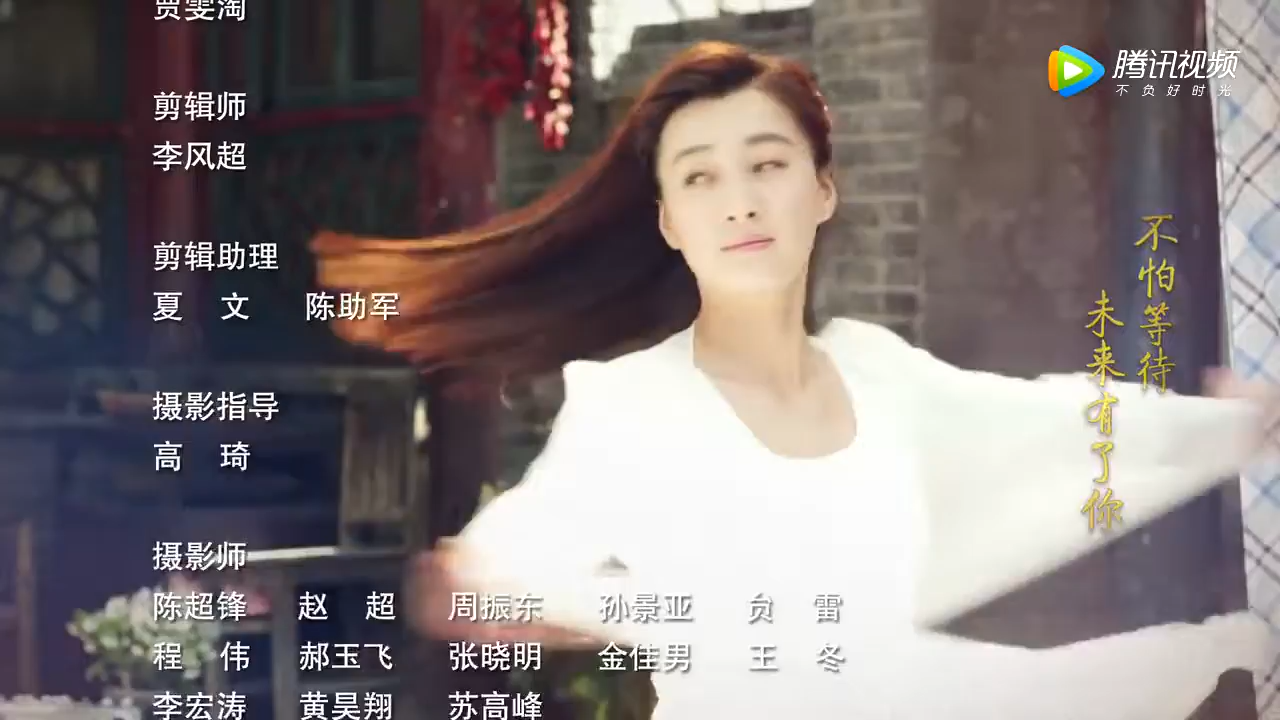 贾雯淘
剪辑师
李风超
剪辑助理
夏 文 陈助军
摄影指导
高 琦
摄影师
陈超锋 赵 超 周振东 孙景亚 贠 雷
程 伟 郝玉飞 张晓明 金佳男 王 冬
李宏涛 黄昊翔 苏高峰
腾讯视频
不负好时光
不怕等待
未来有了你